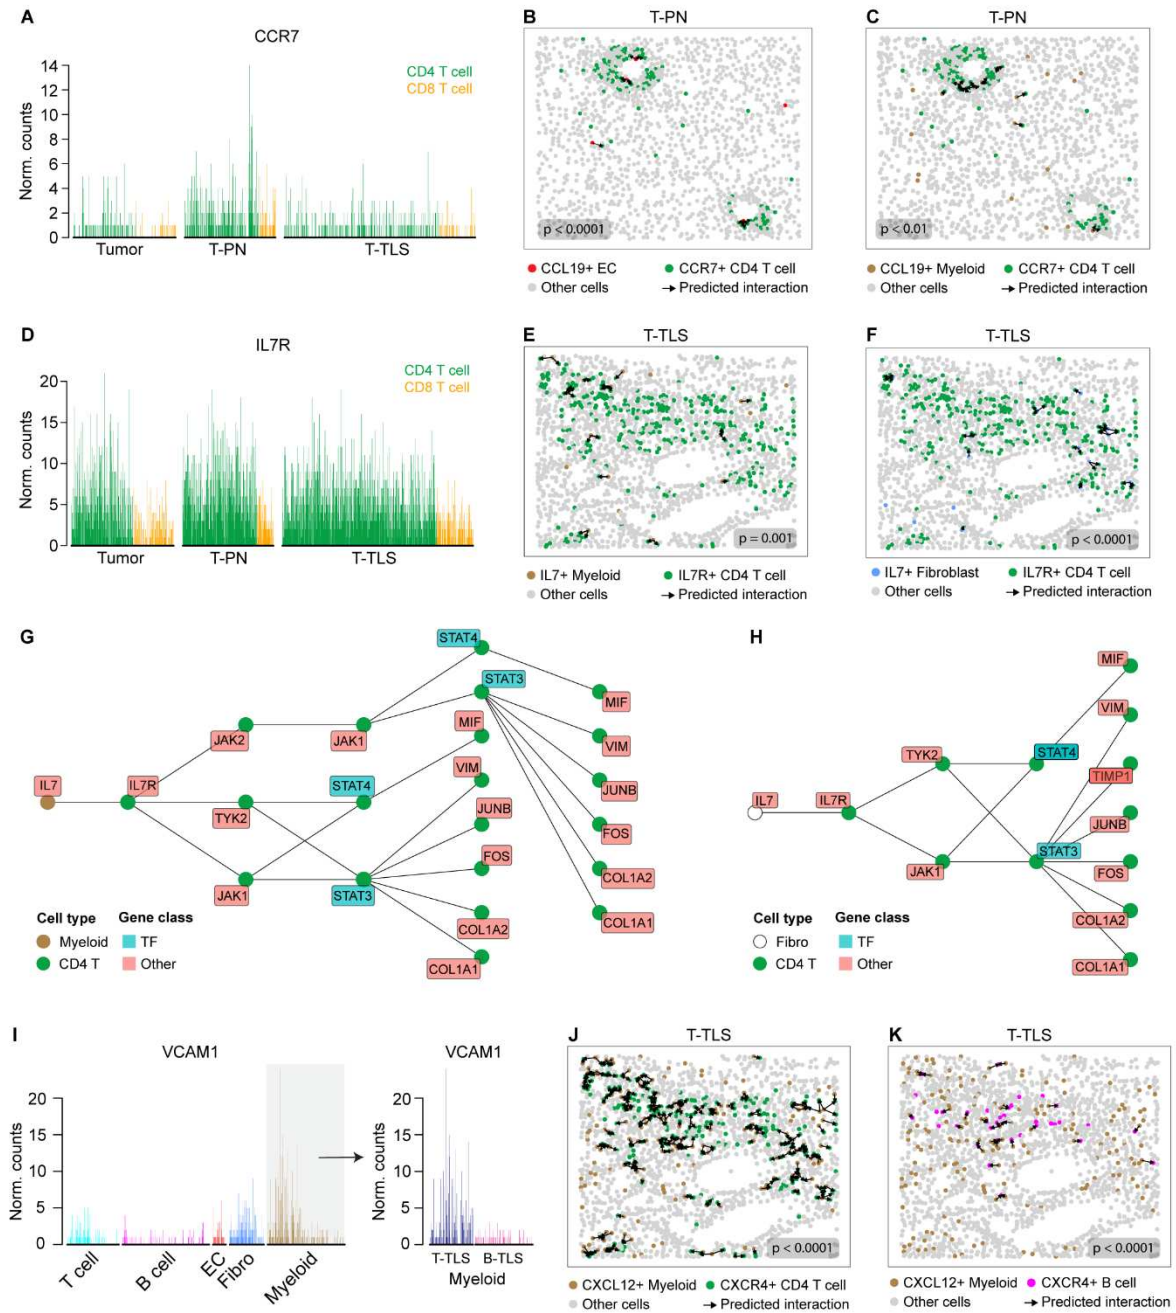 A
CCR7
CD4 T cell
CD8 T cell
Norm. counts
14
12
10
8
6
4
2
0
Tumor
T-PN
T-TLS
B
T-PN
p < 0.0001
CCL19+ EC
CCR7+ CD4 T cell
Other cells
Predicted interaction
C
T-PN
p < 0.01
CCL19+ Myeloid
CCR7+ CD4 T cell
Other cells
Predicted interaction
D
IL7R
CD4 T cell
CD8 T cell
Norm. counts
20
15
10
5
0
Tumor
T-PN
T-TLS
E
T-TLS
p = 0.001
IL7+ Myeloid
IL7R+ CD4 T cell
Other cells
Predicted interaction
F
T-TLS
p < 0.0001
IL7+ Fibroblast
IL7R+ CD4 T cell
Other cells
Predicted interaction
G
STAT4
STAT3
MIF
MIF
JAK2
JAK1
VIM
VIM
IL7
IL7R
STAT4
JUNB
JUNB
TYK2
FOS
FOS
JAK1
STAT3
COL1A2
COL1A2
COL1A1
COL1A1
Cell type
Gene class
Myeloid
TF
CD4 T
Other
H
MIF
VIM
TYK2
STAT4
TIMP1
IL7
IL7R
JUNB
STAT3
JAK1
FOS
COL1A2
COL1A1
Cell type
Gene class
Fibro
TF
CD4 T
Other
I
VCAM1
Norm. counts
20
15
10
5
0
T cell
B cell
EC
Fibro
Myeloid
VCAM1
Norm. counts
20
15
10
5
0
T-TLS
B-TLS
Myeloid
J
T-TLS
p < 0.0001
CXCL12+ Myeloid
CXCR4+ CD4 T cell
Other cells
Predicted interaction
K
T-TLS
p < 0.0001
CXCL12+ Myeloid
CXCR4+ B cell
Other cells
Predicted interaction